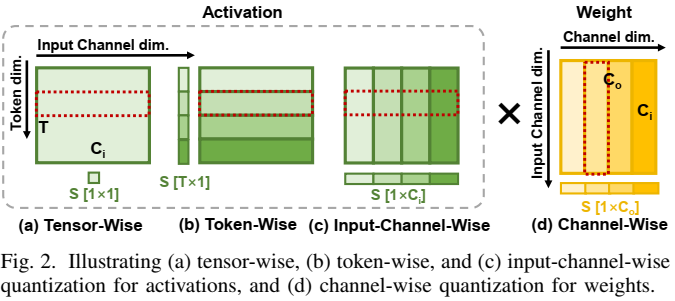 Activation
Weight
Input Channel dim.
Channel dim.
Token dim.
Input Channel dim.
T
C_i
C_o
C_i
S [1×1]
S [T×1]
S [1×C_i]
S [1×C_o]
×
(a) Tensor-Wise
(b) Token-Wise
(c) Input-Channel-Wise
(d) Channel-Wise
Fig. 2. Illustrating (a) tensor-wise, (b) token-wise, and (c) input-channel-wise
quantization for activations, and (d) channel-wise quantization for weights.